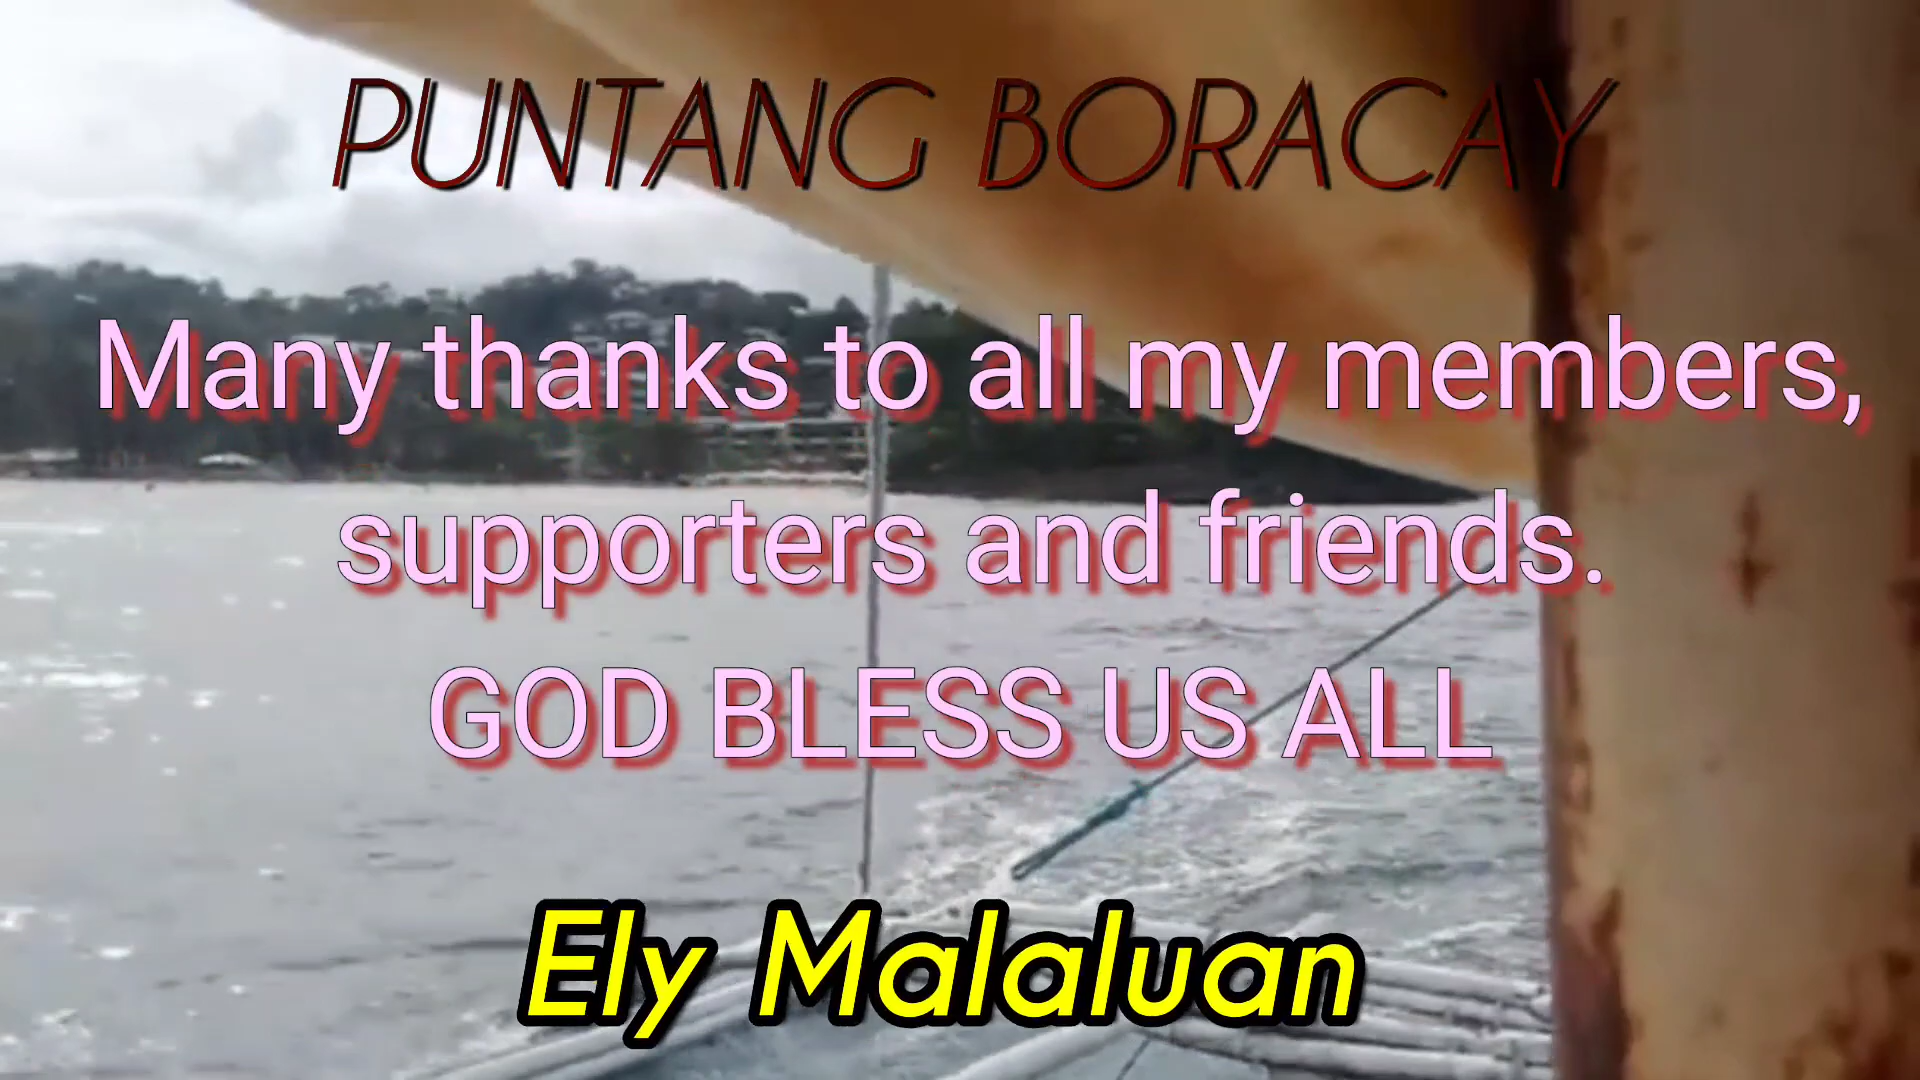 PUNTANG BORACAY
Many thanks to all my members,
supporters and friends.
GOD BLESS US ALL
Ely Malaluan